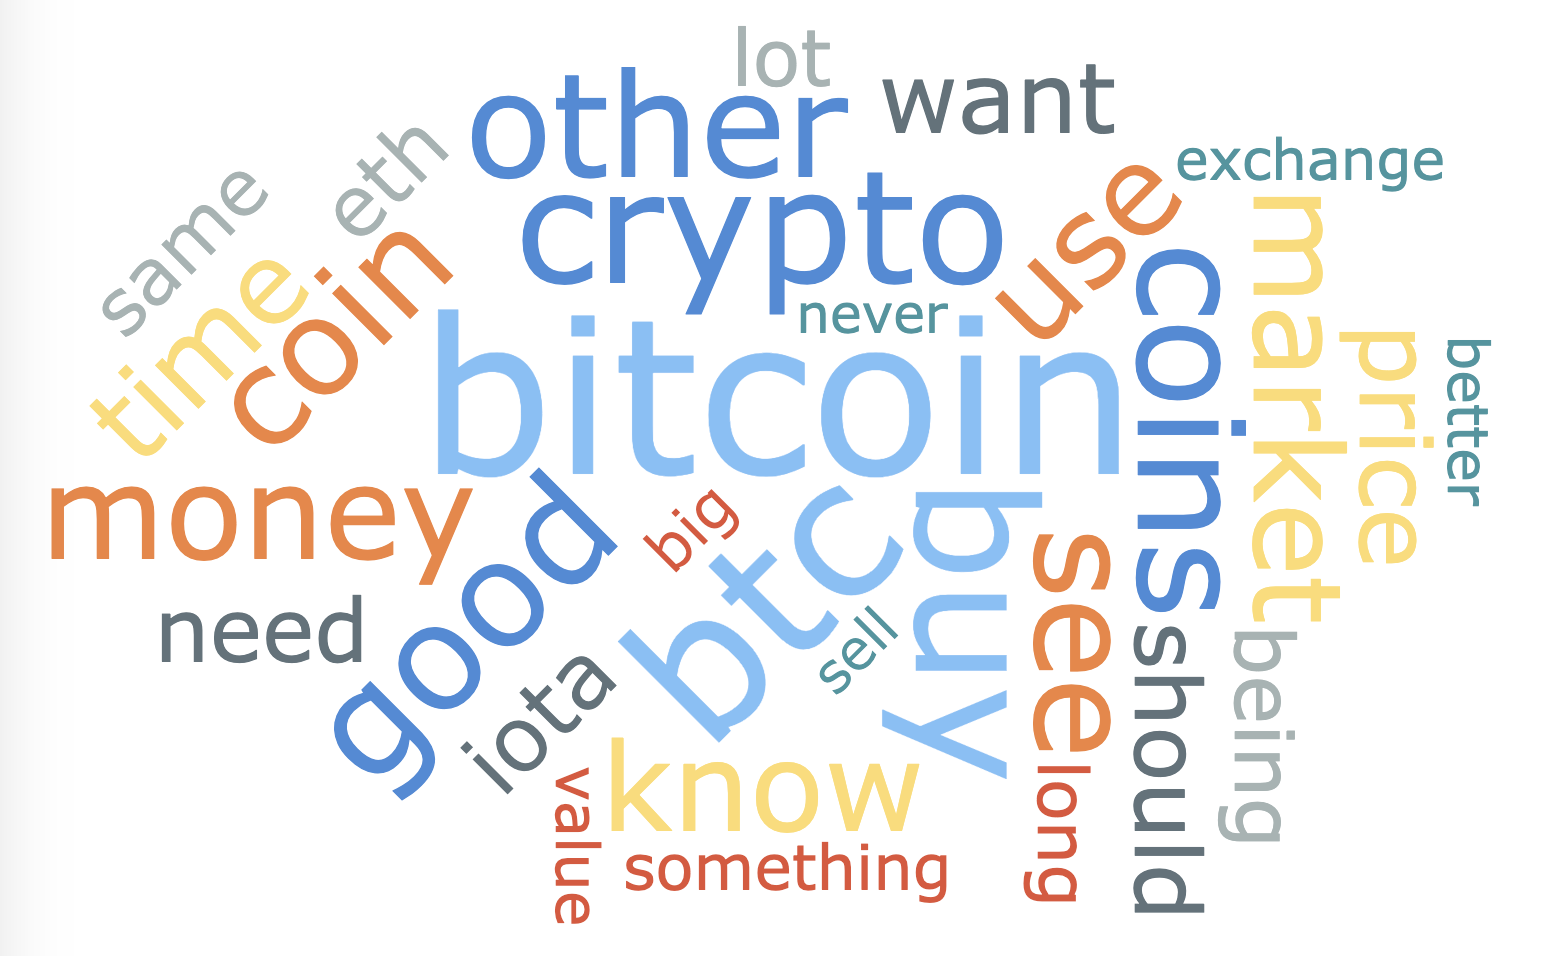 lot
other
want
exchange
eth
same
crypto
use
coin
time
never
coins
market
price
better
bitcoin
money
good
big
btc
buy
see
need
sell
iota
should
being
know
long
value
something